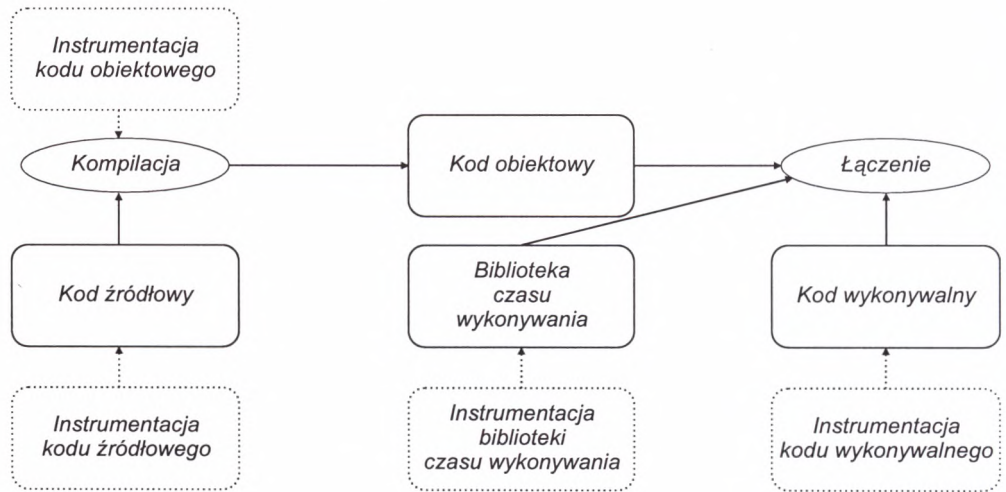 Instrumentacja
kodu obiektowego
Kompilacja
Kod obiektowy
Łączenie
Kod źródłowy
Biblioteka
czasu
wykonywania
Kod wykonywalny
Instrumentacja
kodu źródłowego
Instrumentacja
biblioteki
czasu wykonywania
Instrumentacja
kodu wykonywalnego